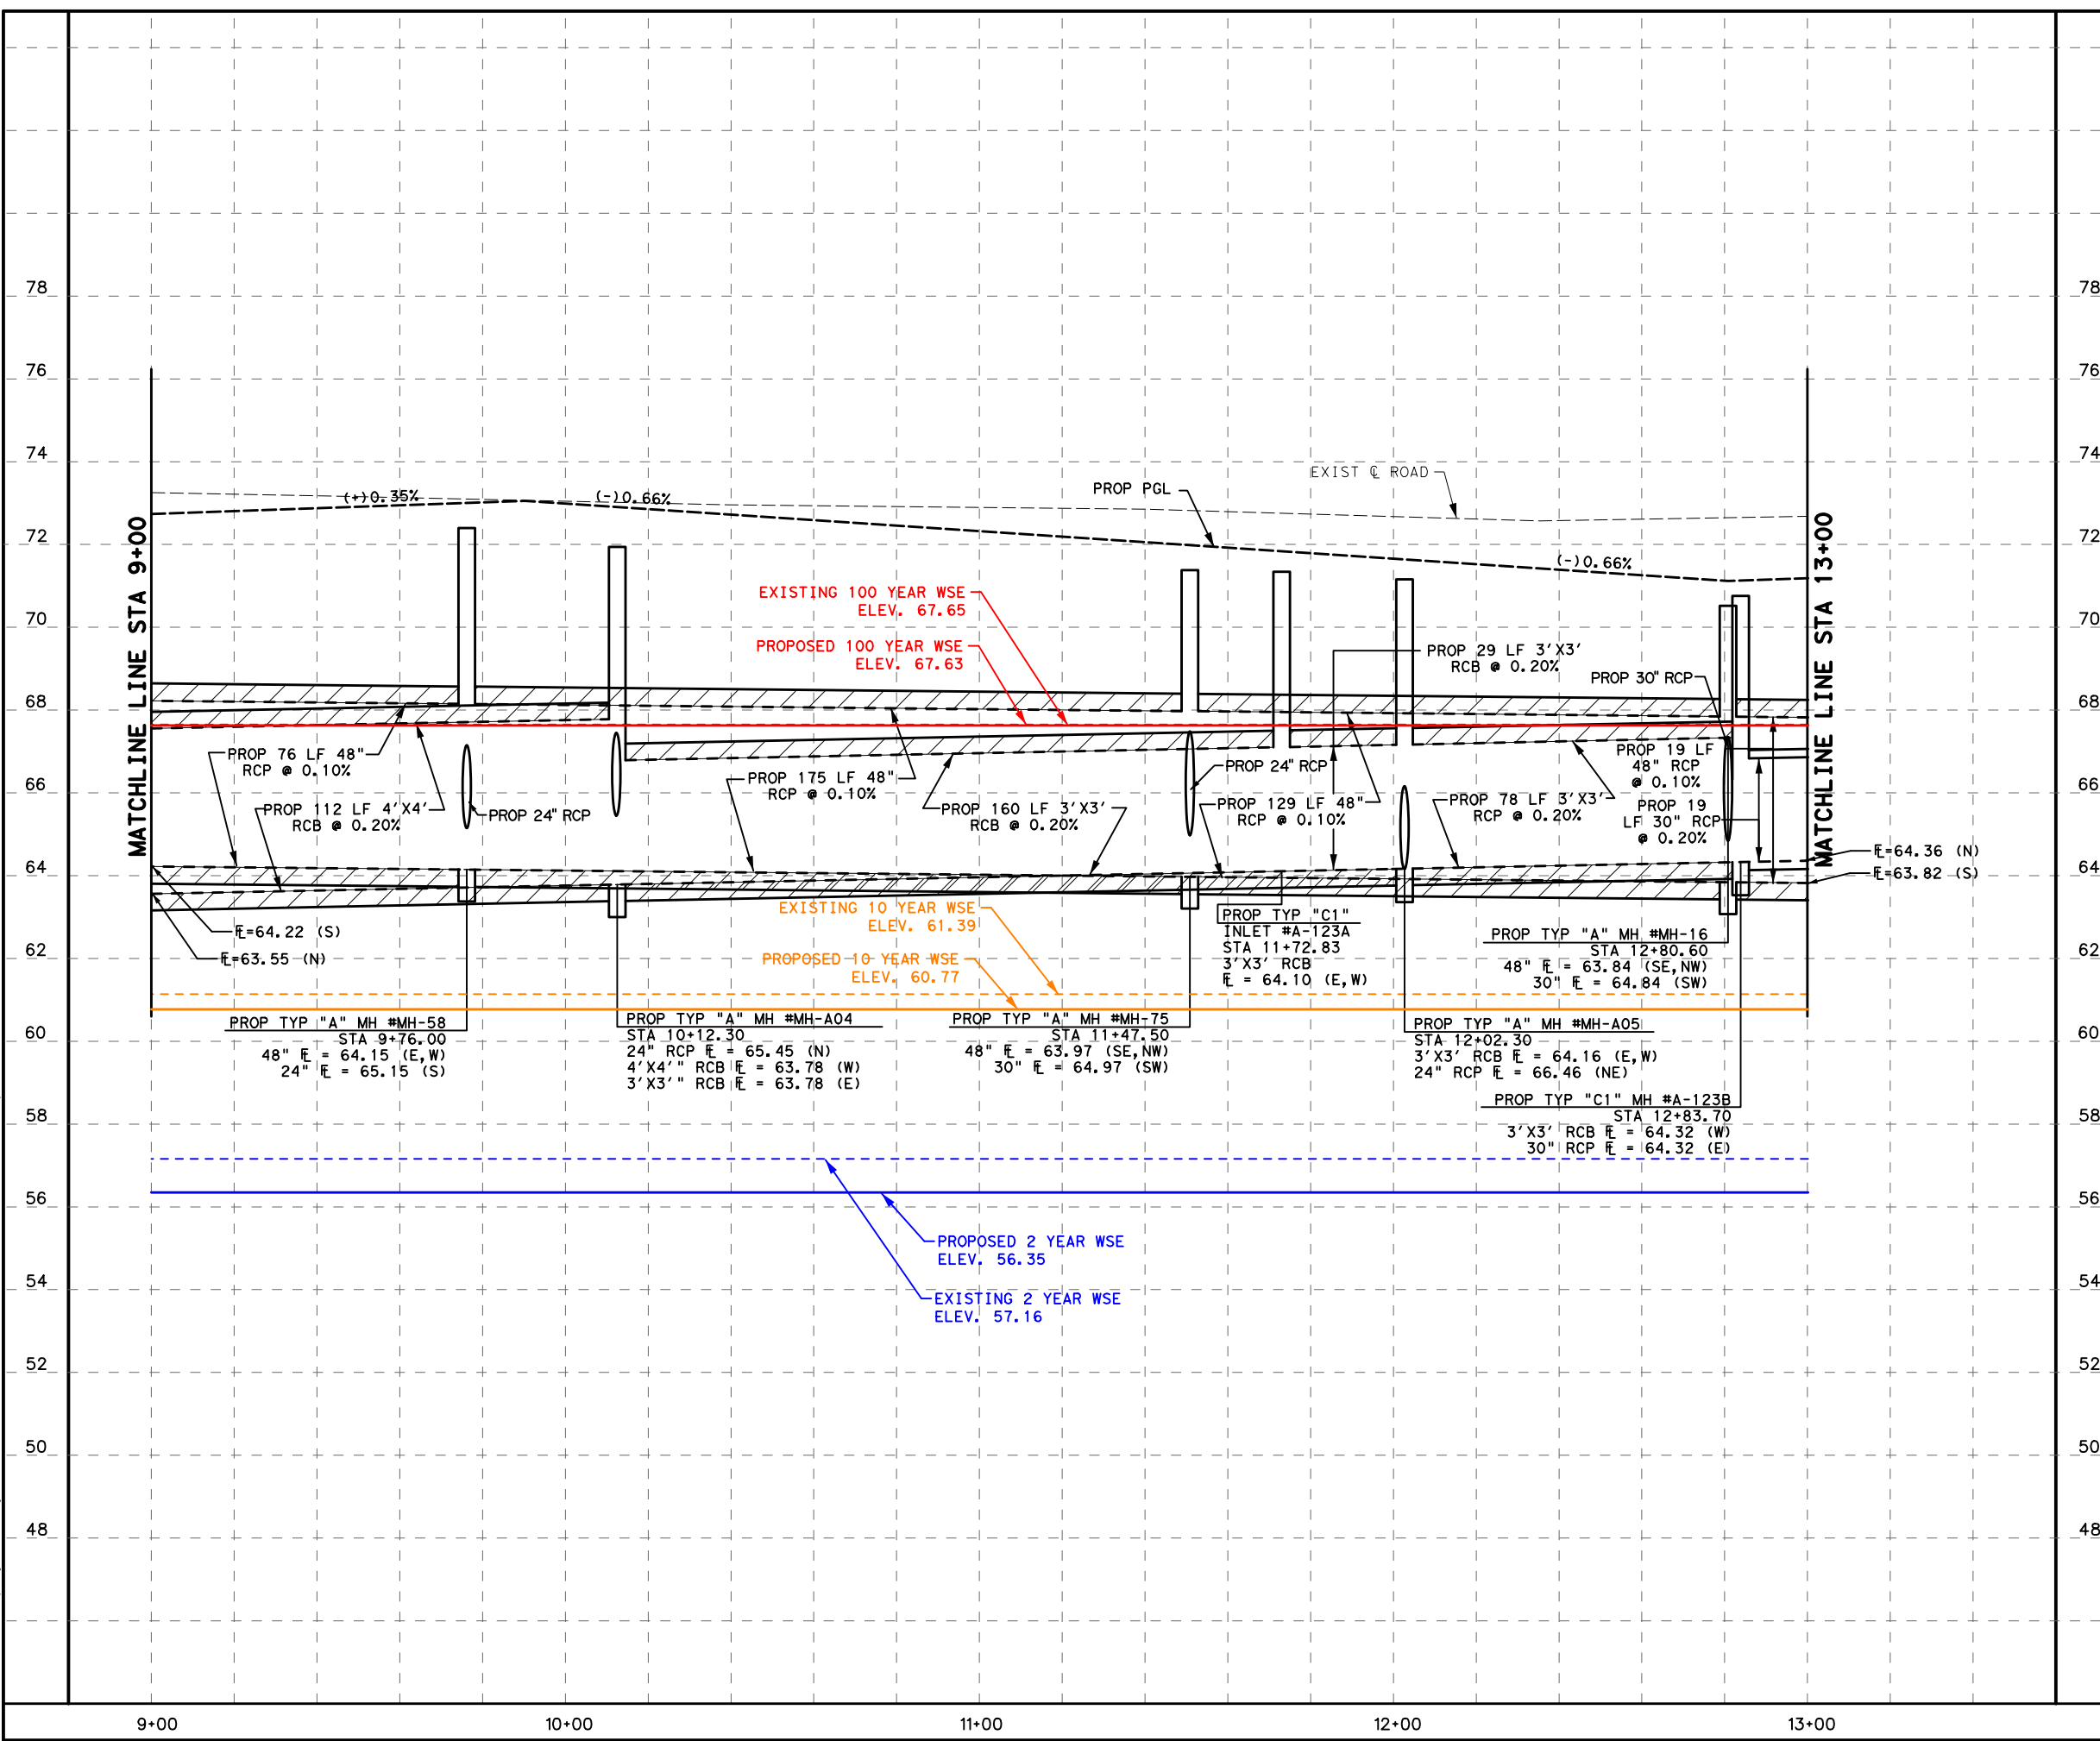 78
78
76
76
74
74
72
72
70
70
68
68
66
66
64
64
62
62
60
60
58
58
56
56
54
54
52
52
50
50
48
48
MATCHLINE LINE STA 9+00
MATCHLINE LINE STA 13+00
(+)0.35%
(-)0.66%
PROP PGL
EXIST ℄ ROAD
(-)0.66%
EXISTING 100 YEAR WSE
ELEV. 67.65
PROPOSED 100 YEAR WSE
ELEV. 67.63
PROP 29 LF 3'X3'
RCB @ 0.20%
PROP 30" RCP
PROP 76 LF 48"
RCP @ 0.10%
PROP 112 LF 4'X4'
RCB @ 0.20%
PROP 24" RCP
PROP 175 LF 48"
RCP @ 0.10%
PROP 160 LF 3'X3'
RCB @ 0.20%
PROP 24" RCP
PROP 129 LF 48"
RCP @ 0.10%
PROP 78 LF 3'X3'
RCP @ 0.20%
PROP 19 LF
48" RCP
@ 0.10%
PROP 19
LF 30" RCP
@ 0.20%
FL=64.36 (N)
FL=63.82 (S)
FL=64.22 (S)
FL=63.55 (N)
EXISTING 10 YEAR WSE
ELEV. 61.39
PROPOSED 10 YEAR WSE
ELEV. 60.77
PROP TYP "C1"
INLET #A-123A
STA 11+72.83
3'X3' RCB
FL = 64.10 (E,W)
PROP TYP "A" MH #MH-16
STA 12+80.60
48" FL = 63.84 (SE,NW)
30" FL = 64.84 (SW)
PROP TYP "A" MH #MH-58
STA 9+76.00
48" FL = 64.15 (E,W)
24" FL = 65.15 (S)
PROP TYP "A" MH #MH-A04
STA 10+12.30
24" RCP FL = 65.45 (N)
4'X4'" RCB FL = 63.78 (W)
3'X3'" RCB FL = 63.78 (E)
PROP TYP "A" MH #MH-75
STA 11+47.50
48" FL = 63.97 (SE,NW)
30" FL = 64.97 (SW)
PROP TYP "A" MH #MH-A05
STA 12+02.30
3'X3' RCB FL = 64.16 (E,W)
24" RCP FL = 66.46 (NE)
PROP TYP "C1" MH #A-123B
STA 12+83.70
3'X3' RCB FL = 64.32 (W)
30" RCP FL = 64.32 (E)
PROPOSED 2 YEAR WSE
ELEV. 56.35
EXISTING 2 YEAR WSE
ELEV. 57.16
9+00
10+00
11+00
12+00
13+00